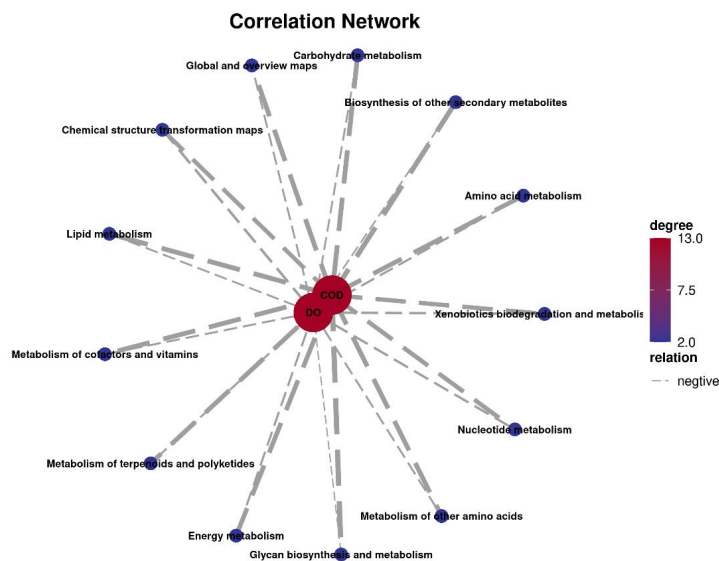 Correlation Network
Carbohydrate metabolism
Global and overview maps
Biosynthesis of other secondary metabolites
Chemical structure transformation maps
Amino acid metabolism
Lipid metabolism
degree
13.0
7.5
2.0
COD
DO
Xenobiotics biodegradation and metabolis
relation
negtive
Metabolism of cofactors and vitamins
Nucleotide metabolism
Metabolism of terpenoids and polyketides
Metabolism of other amino acids
Energy metabolism
Glycan biosynthesis and metabolism